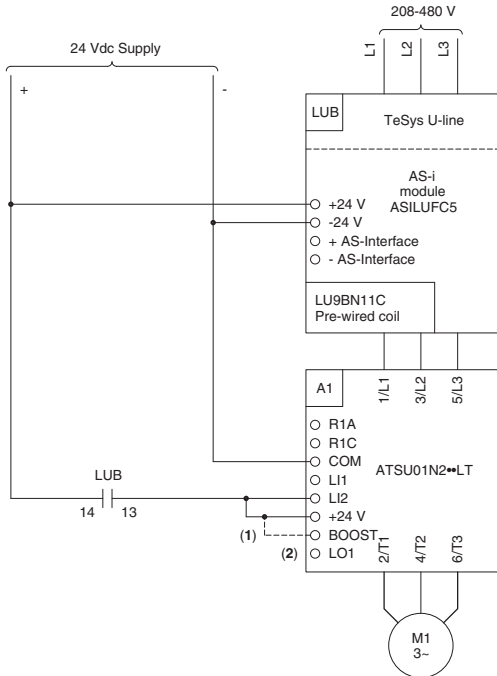 208-480 V
L1
L2
L3
24 Vdc Supply
+
-
LUB
TeSys U-line
AS-i
module
ASILUFC5
+24 V
-24 V
+ AS-Interface
- AS-Interface
LU9BN11C
Pre-wired coil
1/L1
3/L2
5/L3
A1
R1A
R1C
COM
ATSU01N2••LT
LI1
LUB
LI2
14
13
+24 V
(1)
BOOST
(2)
LO1
2/T1
4/T2
6/T3
M1
3~